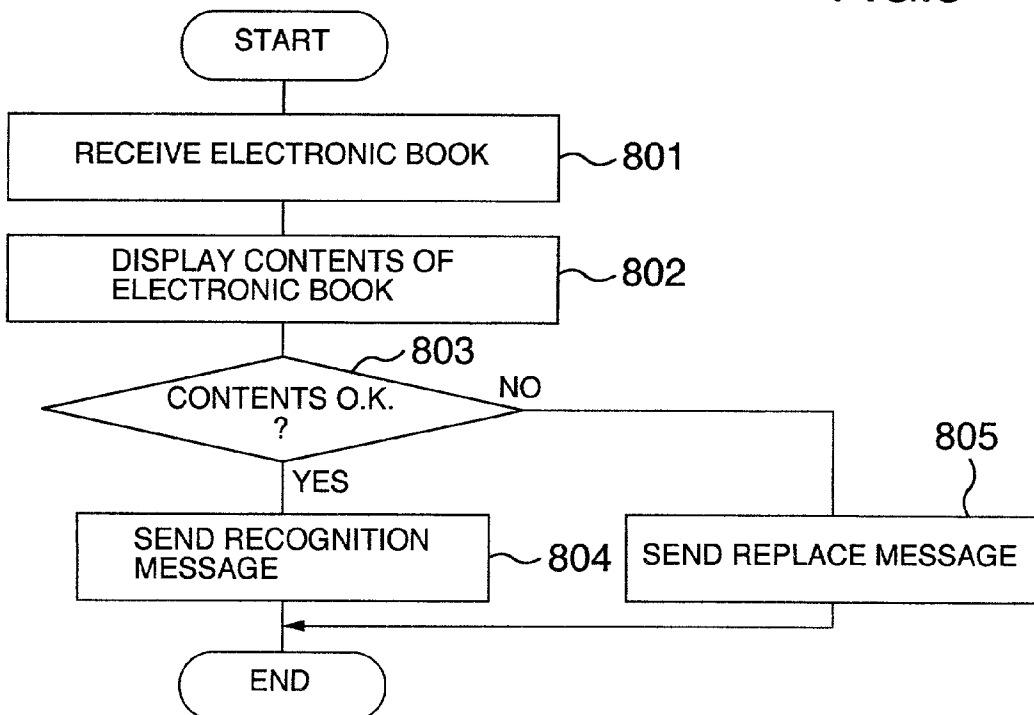 START
RECEIVE ELECTRONIC BOOK
801
DISPLAY CONTENTS OF
ELECTRONIC BOOK
802
803
CONTENTS O.K.
?
NO
YES
805
SEND RECOGNITION
MESSAGE
804
SEND REPLACE MESSAGE
END